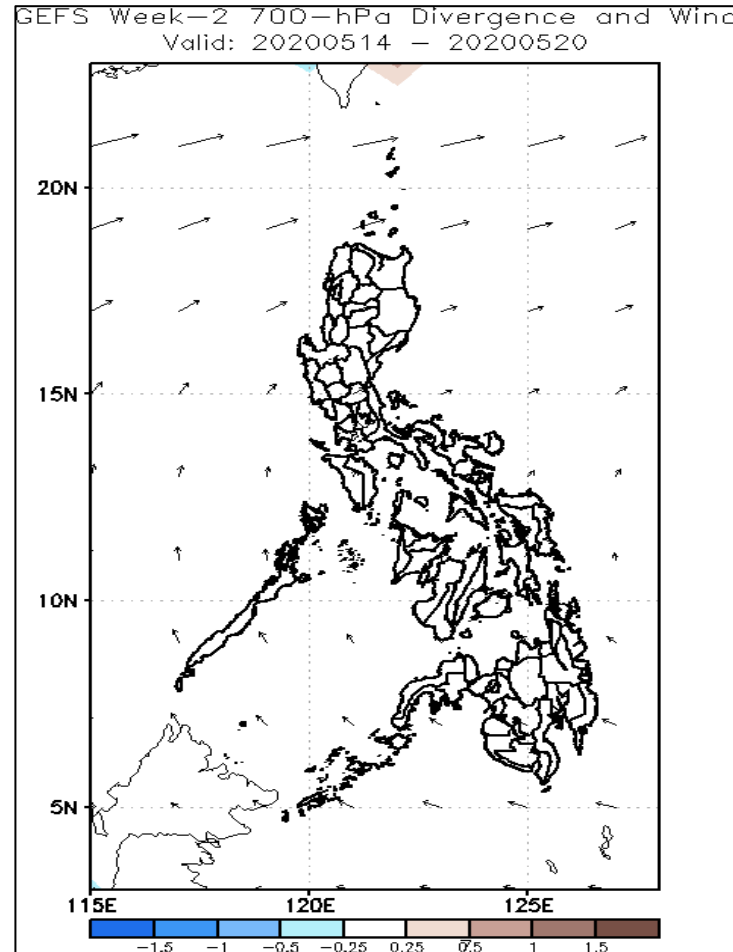 GEFS Week-2 700-hPa Divergence and Wind
Valid: 20200514 - 20200520
20N
15N
10N
5N
115E 120E 125E
-1.5 -1 -0.5 -0.25 0.25 0.5 1 1.5